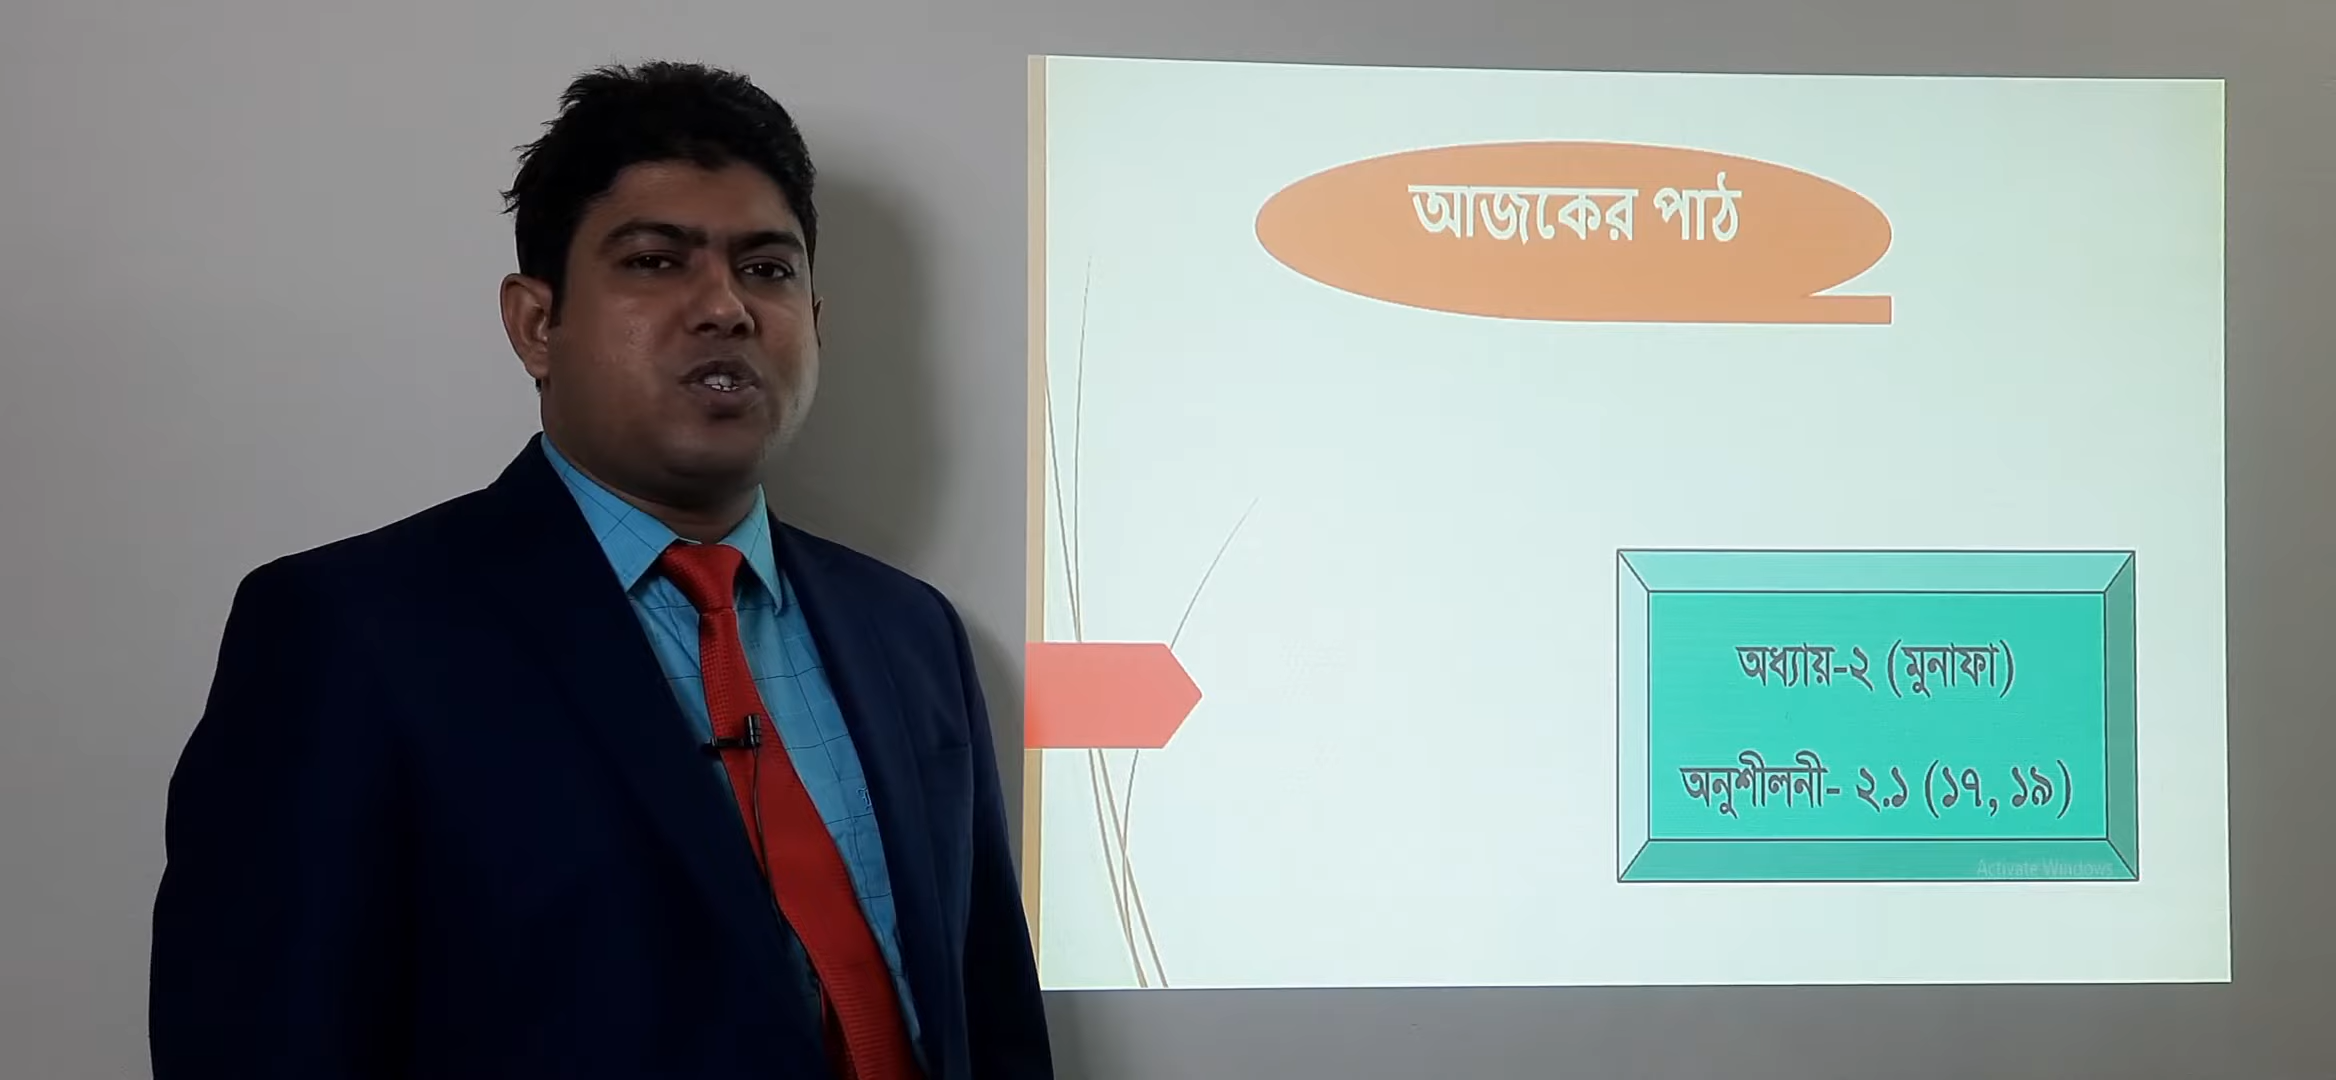 আজকের পাঠ
অধ্যায়-২ (মুনাফা)
অনুশীলনী- ২.১ (১৭, ১৯)
Activate Windows